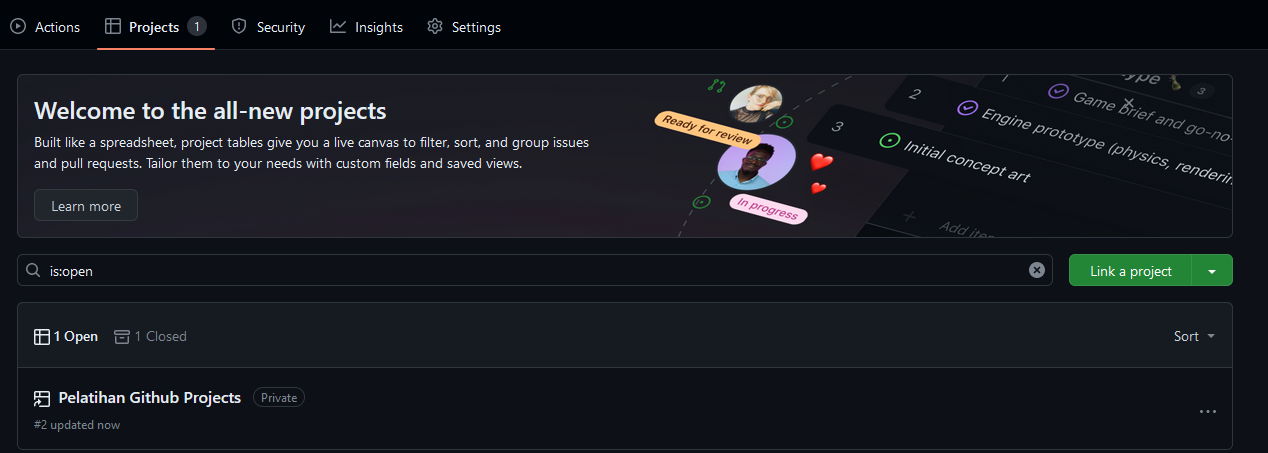 Actions
Projects 1
Security
Insights
Settings
Welcome to the all-new projects
Built like a spreadsheet, project tables give you a live canvas to filter, sort, and group issues
and pull requests. Tailor them to your needs with custom fields and saved views.
Learn more
Ready for review
In progress
1
ype
3
Game brief and go-no-
2
Engine prototype (physics, renderin
3
Initial concept art
Add ite
is:open
Link a project
1 Open
1 Closed
Sort
Pelatihan Github Projects
Private
#2 updated now